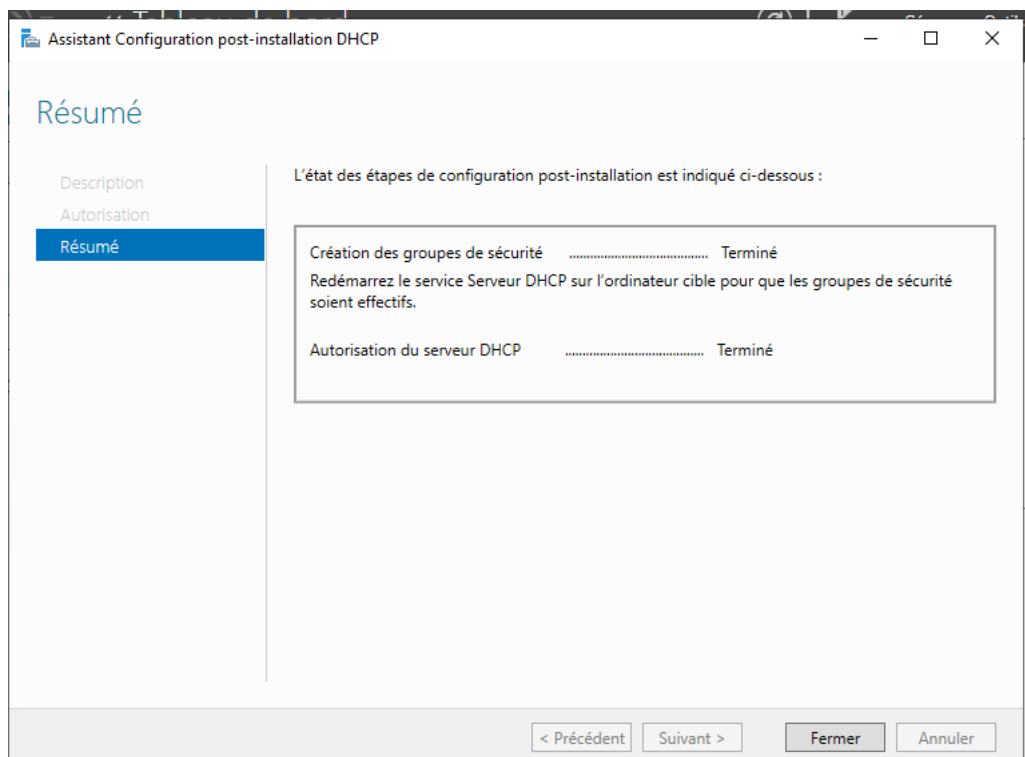 Assistant Configuration post-installation DHCP
Résumé
Description
Autorisation
Résumé
L'état des étapes de configuration post-installation est indiqué ci-dessous :
Création des groupes de sécurité ........................................ Terminé
Redémarrez le service Serveur DHCP sur l'ordinateur cible pour que les groupes de sécurité
soient effectifs.
Autorisation du serveur DHCP ........................................ Terminé
< Précédent
Suivant >
Fermer
Annuler